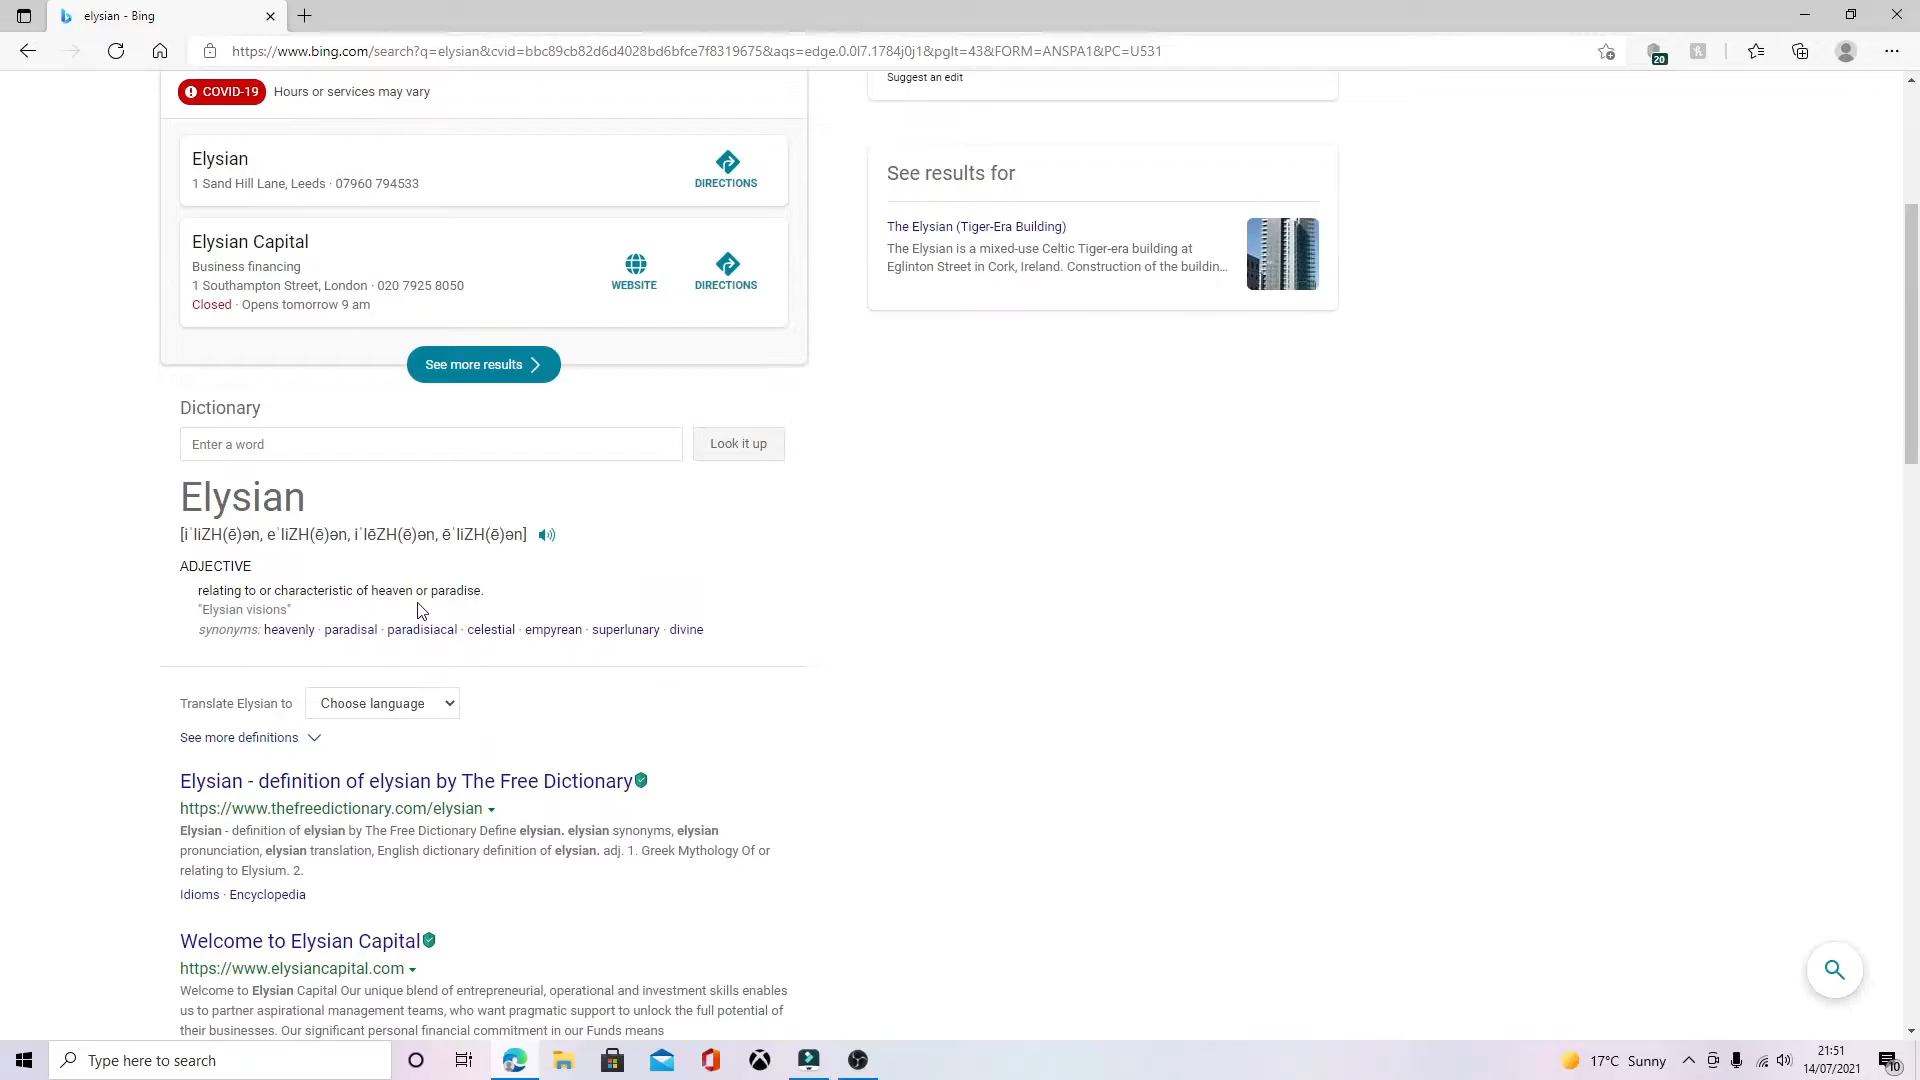 elysian - Bing
https://www.bing.com/search?q=elysian&cvid=bbc89cb82d6d4028bd6bfce7f8319675&aqs=edge.0.0l7.1784j0j1&pglt=43&FORM=ANSPA1&PC=U531
20
COVID-19 Hours or services may vary
Elysian
1 Sand Hill Lane, Leeds · 07960 794533
DIRECTIONS
Elysian Capital
Business financing
1 Southampton Street, London · 020 7925 8050
Closed · Opens tomorrow 9 am
WEBSITE DIRECTIONS
See more results
Suggest an edit
See results for
The Elysian (Tiger-Era Building)
The Elysian is a mixed-use Celtic Tiger-era building at
Eglinton Street in Cork, Ireland. Construction of the buildin...
Dictionary
Enter a word Look it up
Elysian
[iˈliZH(ē)ən, eˈliZH(ē)ən, iˈlēZH(ē)ən, ēˈliZH(ē)ən]
ADJECTIVE
relating to or characteristic of heaven or paradise.
"Elysian visions"
synonyms: heavenly · paradisal · paradisiacal · celestial · empyrean · superlunary · divine
Translate Elysian to Choose language
See more definitions
Elysian - definition of elysian by The Free Dictionary
https://www.thefreedictionary.com/elysian
Elysian - definition of elysian by The Free Dictionary Define elysian. elysian synonyms, elysian
pronunciation, elysian translation, English dictionary definition of elysian. adj. 1. Greek Mythology Of or
relating to Elysium. 2.
Idioms · Encyclopedia
Welcome to Elysian Capital
https://www.elysiancapital.com
Welcome to Elysian Capital Our unique blend of entrepreneurial, operational and investment skills enables
us to partner aspirational management teams, who want pragmatic support to unlock the full potential of
their businesses. Our significant personal financial commitment in our Funds means
Type here to search
17°C Sunny
21:51
14/07/2021
10